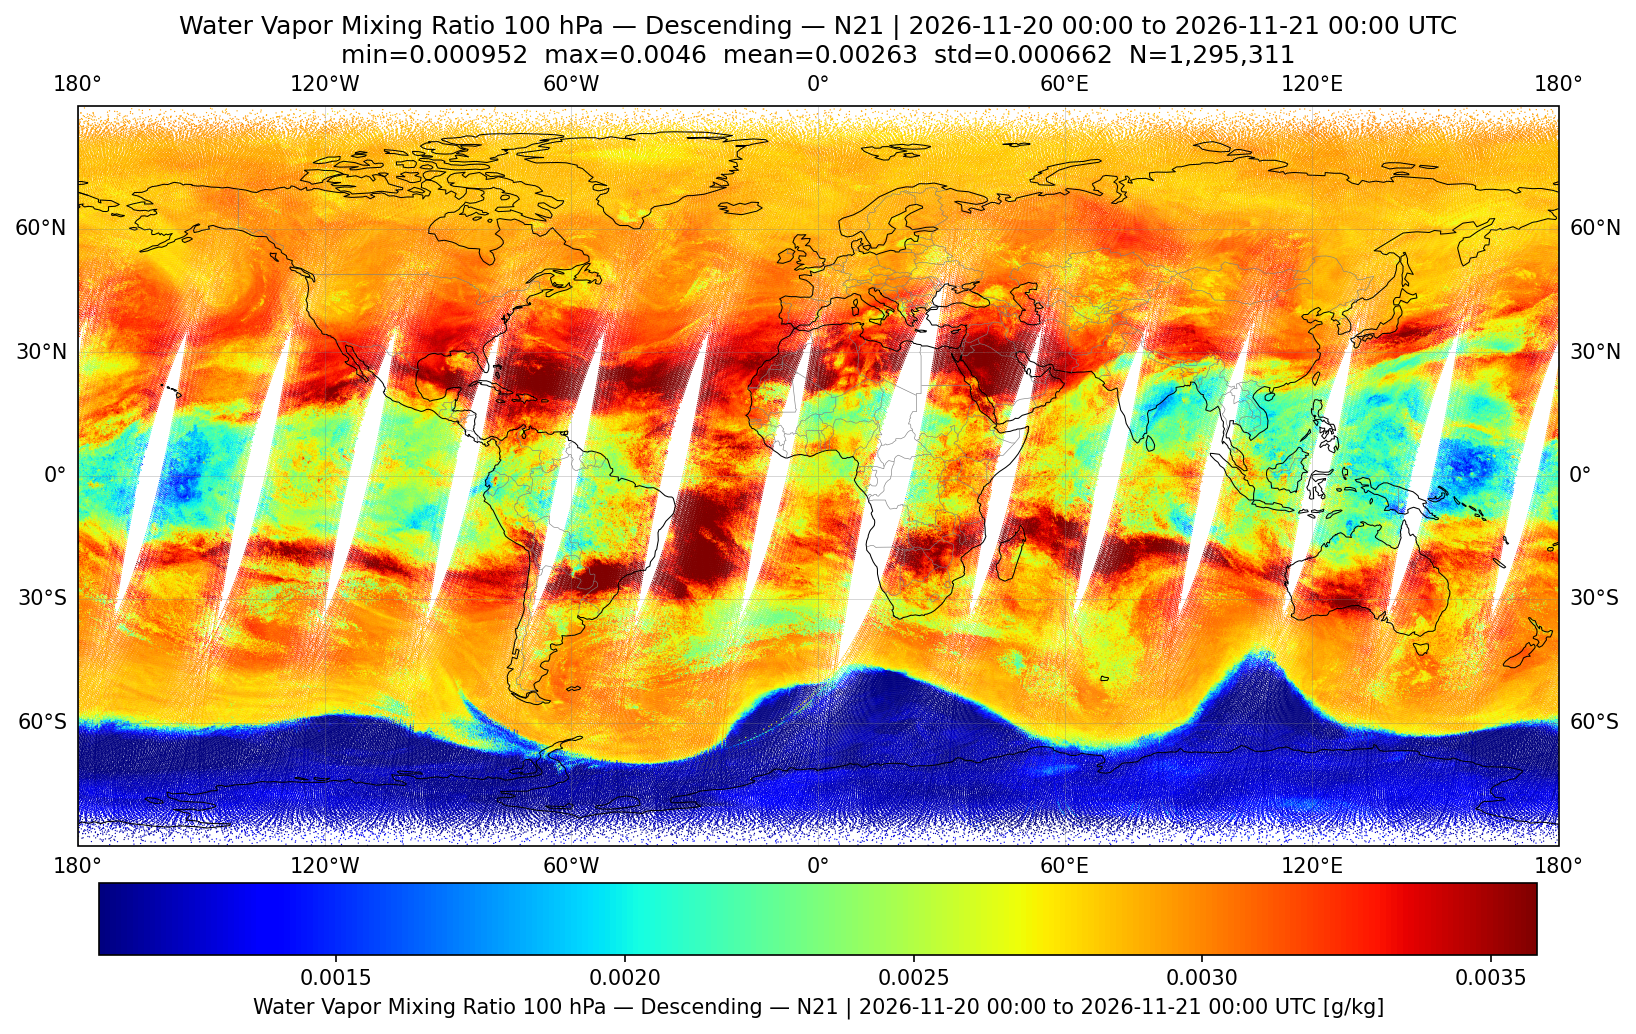 Water Vapor Mixing Ratio 100 hPa — Descending — N21 | 2026-11-20 00:00 to 2026-11-21 00:00 UTC
min=0.000952  max=0.0046  mean=0.00263  std=0.000662  N=1,295,311
180° 120°W 60°W 0° 60°E 120°E 180°
60°N 60°N
30°N 30°N
0° 0°
30°S 30°S
60°S 60°S
180° 120°W 60°W 0° 60°E 120°E 180°
0.0015 0.0020 0.0025 0.0030 0.0035
Water Vapor Mixing Ratio 100 hPa — Descending — N21 | 2026-11-20 00:00 to 2026-11-21 00:00 UTC [g/kg]